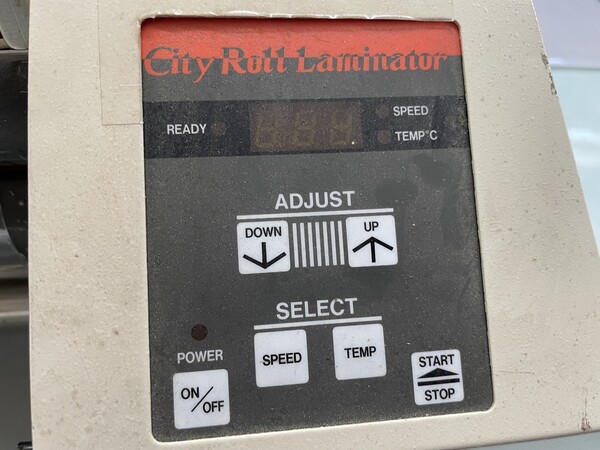 City Roll Laminator
SPEED
READY
TEMP°C
ADJUST
DOWN
UP
SELECT
POWER
SPEED
TEMP
START
STOP
ON/OFF